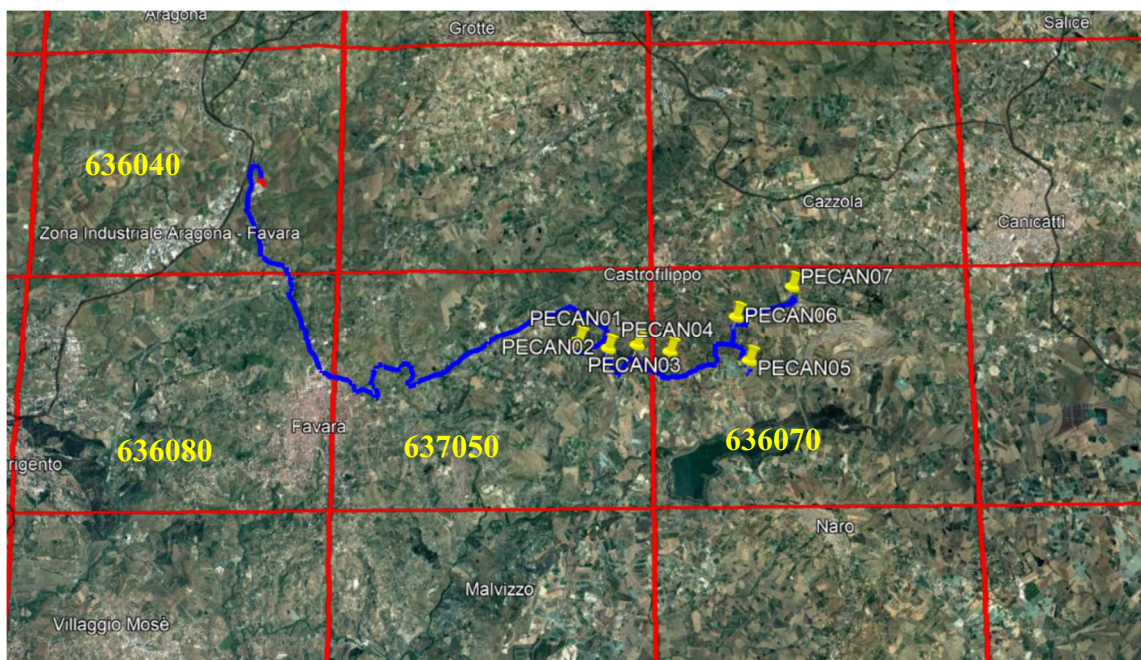 Aragona
Grotte
Salice
636040
Cazzola
Canicatti
Zona Industriale Aragona - Favara
Castrofilippo
PECAN07
PECAN01
PECAN04
PECAN06
PECAN02
PECAN03
PECAN05
Favara
636080
637050
636070
rigento
Naro
Malvizzo
Villaggio Mosè